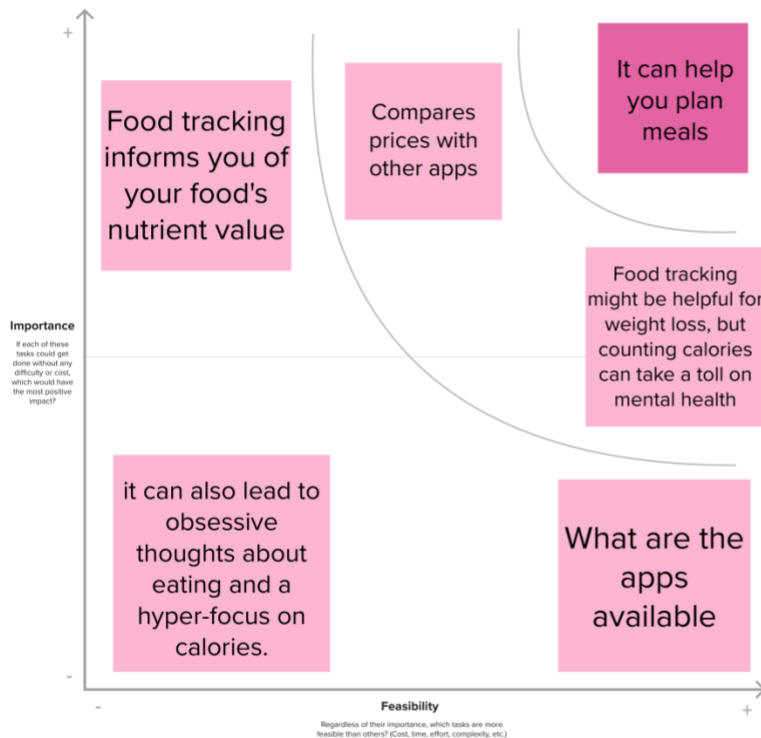 +
It can help
you plan
meals
Compares
prices with
other apps
Food tracking
informs you of
your food's
nutrient value
Food tracking
might be helpful for
weight loss, but
counting calories
can take a toll on
mental health
Importance
If each of these
tasks could get
done without any
difficulty or cost,
which would have
the most positive
impact?
it can also lead to
obsessive
thoughts about
eating and a
hyper-focus on
calories.
What are the
apps
available
-
-
Feasibility
+
Regardless of their importance, which tasks are more
feasible than others? (Cost, time, effort, complexity, etc.)